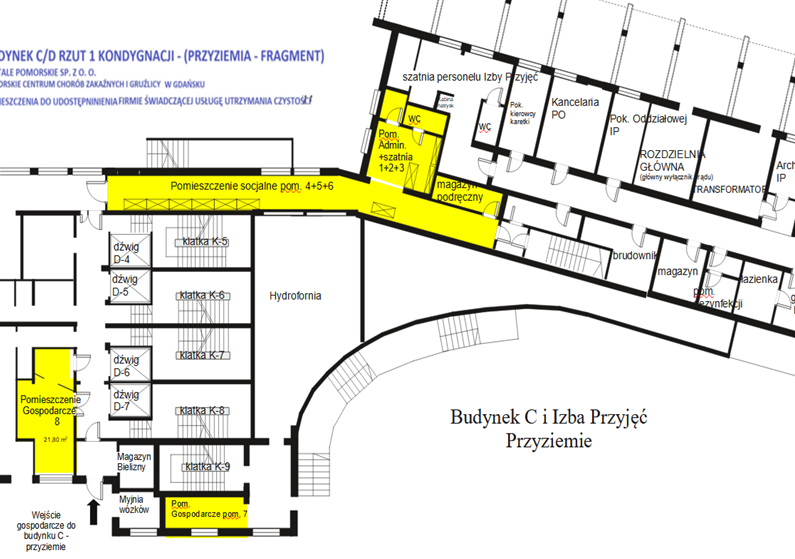 DYNEK C/D RZUT 1 KONDYGNACJI - (PRZYZIEMIA - FRAGMENT)
TALE POMORSKIE SP. Z O. O.
ORSKIE CENTRUM CHORÓB ZAKAŹNYCH I GRUŹLICY W GDAŃSKU
IESZCZENIA DO UDOSTĘPNINENIA FIRMIE ŚWIADCZĄCEJ USŁUGĘ UTRZYMANIA CZYSTOŚCI
szatnia personelu Izby Przyjęć
wc
wc
Pok.
kierowcy
karetki
Kancelaria
PO
Pok. Oddziałowej
IP
ROZDZIELNIA
GŁÓWNA
(główny wyłącznik prądu)
TRANSFORMATOR
Arch
IP
Pom.
Admin.
+szatnia
1+2+3
magazyn
podręczny
Pomieszczenie socjalne pom. 4+5+6
dźwig
D-4
klatka K-5
dźwig
D-5
klatka K-6
Hydrofornia
brudownik
magazyn
pom.
dezynfekcji
łazienka
klatka K-7
dźwig
D-6
dźwig
D-7
klatka K-8
Pomieszczenie
Gospodarcze
8
21,80 m²
Budynek C i Izba Przyjęć
Przyziemie
Magazyn
Bielizny
klatka K-9
Myjnia
wózków
Pom.
Gospodarcze pom. 7
Wejście
gospodarcze do
budynku C -
przyziemie